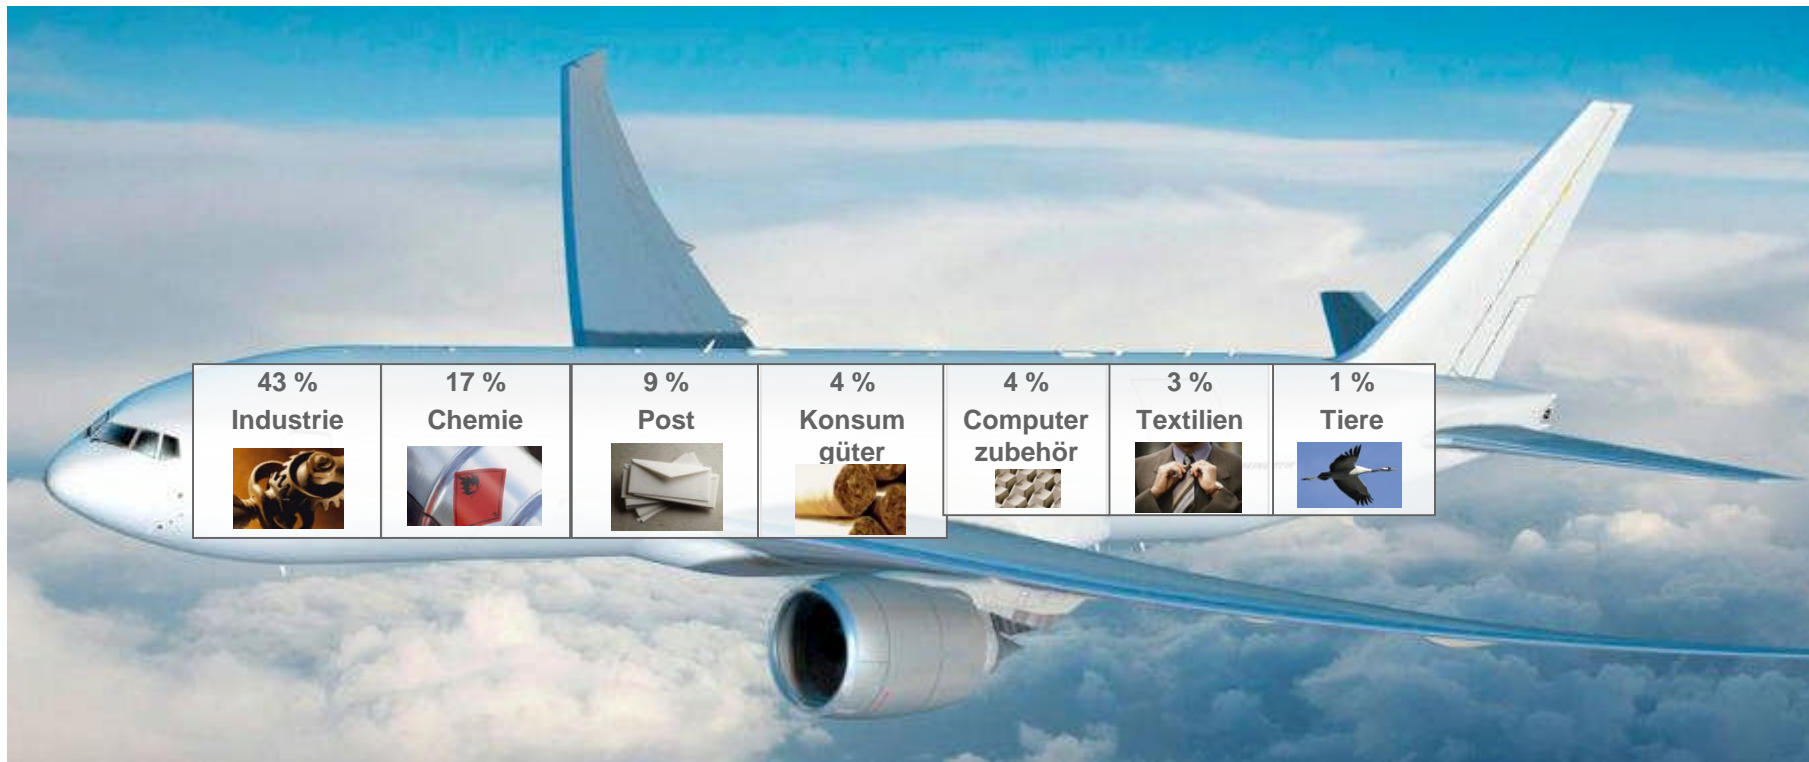 43 %
Industrie
17 %
Chemie
9 %
Post
4 %
Konsum
güter
4 %
Computer
zubehör
3 %
Textilien
1 %
Tiere